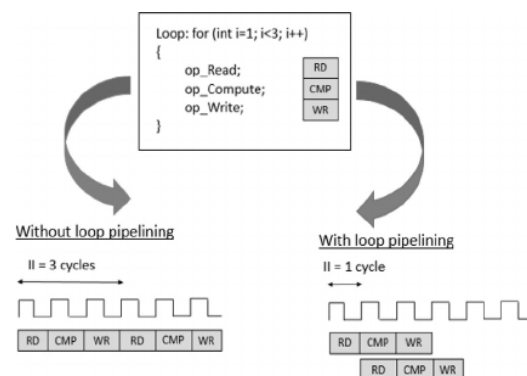 Loop: for (int i=1; i<3; i++)
{
op_Read;
op_Compute;
op_Write;
}
RD
CMP
WR
Without loop pipelining
II = 3 cycles
RD CMP WR RD CMP WR
With loop pipelining
II = 1 cycle
RD CMP WR
RD CMP WR